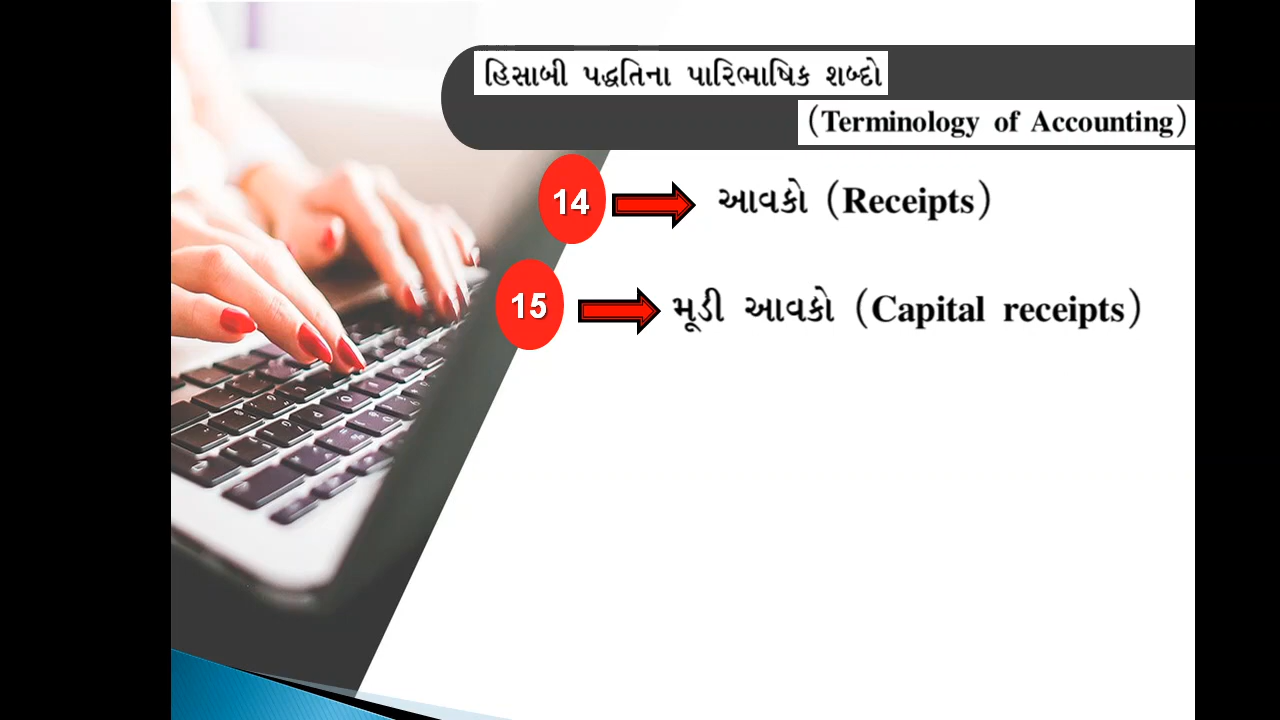 હિસાબી પદ્ધતિના પારિભાષિક શબ્દો
(Terminology of Accounting)
14 આવકો (Receipts)
15 મૂડી આવકો (Capital receipts)